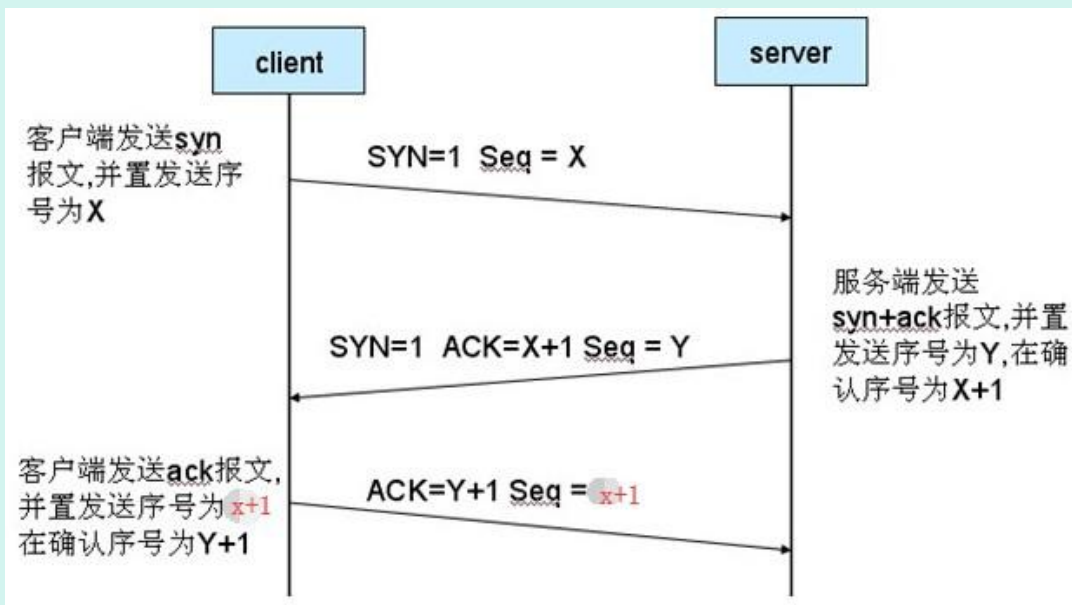 client
server
客户端发送syn
报文,并置发送序
号为X
SYN=1 Seq = X
服务端发送
syn+ack报文,并置
发送序号为Y,在确
认序号为X+1
SYN=1 ACK=X+1 Seq = Y
客户端发送ack报文,
并置发送序号为x+1
在确认序号为Y+1
ACK=Y+1 Seq = x+1